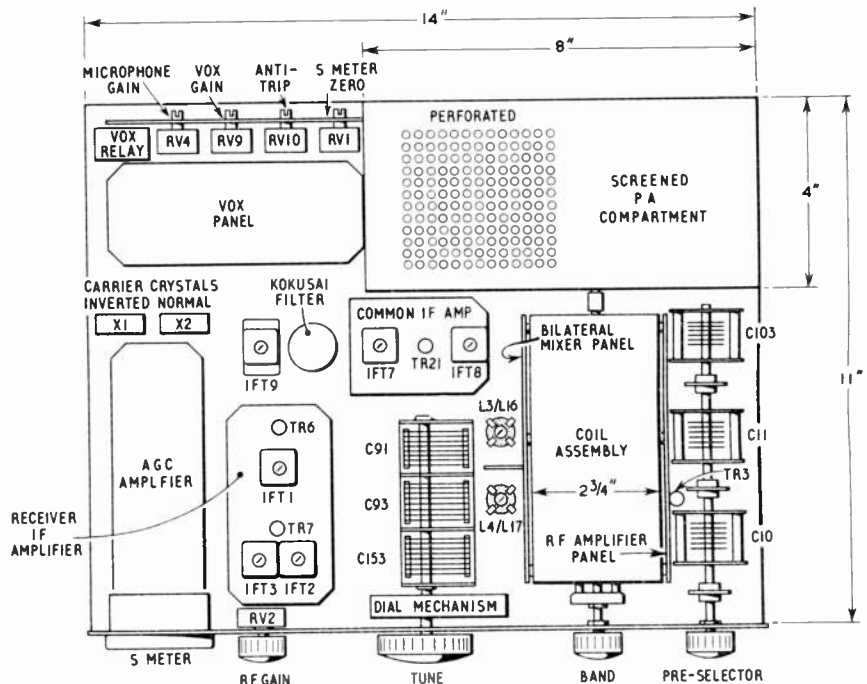 14"
8"
MICROPHONE
GAIN
VOX
GAIN
ANTI-
TRIP
S METER
ZERO
VOX
RELAY
RV4
RV9
RV10
RV1
PERFORATED
VOX
PANEL
SCREENED
PA
COMPARTMENT
4"
CARRIER CRYSTALS
INVERTED NORMAL
X1
X2
KOKUSAI
FILTER
IFT9
COMMON IF AMP
IFT7
TR21
IFT8
BILATERAL
MIXER PANEL
C103
11"
TR6
IFT1
TR7
IFT3
IFT2
AGC
AMPLFIER
RECEIVER
IF
AMPLIFIER
C91
C93
C153
L3/L16
L4/L17
COIL
ASSEMBLY
2 3/4"
RF AMPLIFIER
PANEL
C11
TR3
C10
RV2
DIAL MECHANISM
S METER
RF GAIN
TUNE
BAND
PRE-SELECTOR